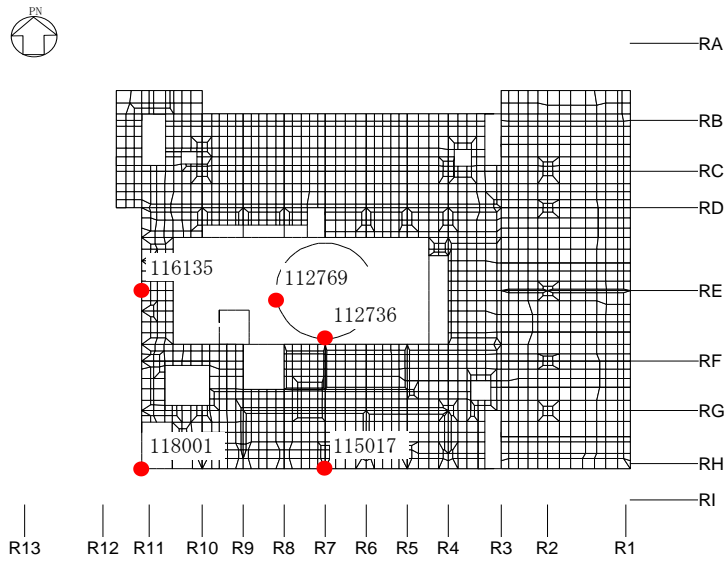 PN
RA
RB
RC
RD
116135
112769
RE
112736
RF
RG
118001
115017
RH
RI
R13 R12 R11 R10 R9 R8 R7 R6 R5 R4 R3 R2 R1